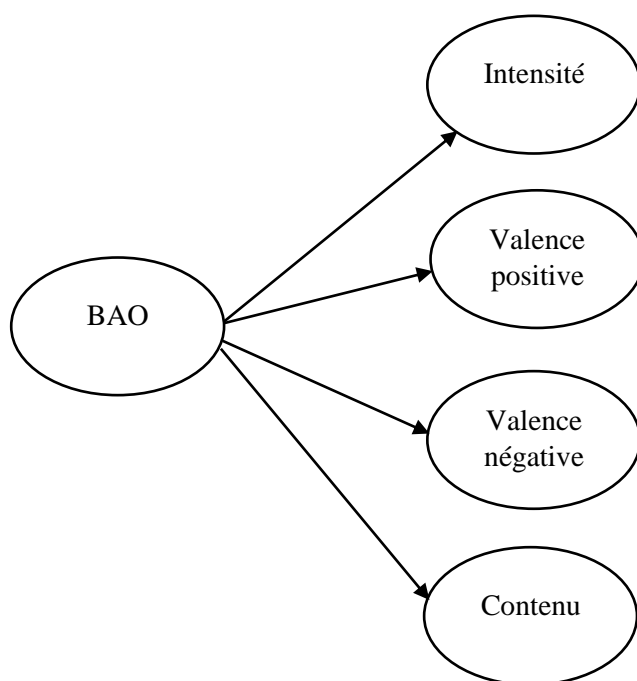 Intensité
Valence
positive
BAO
Valence
négative
Contenu